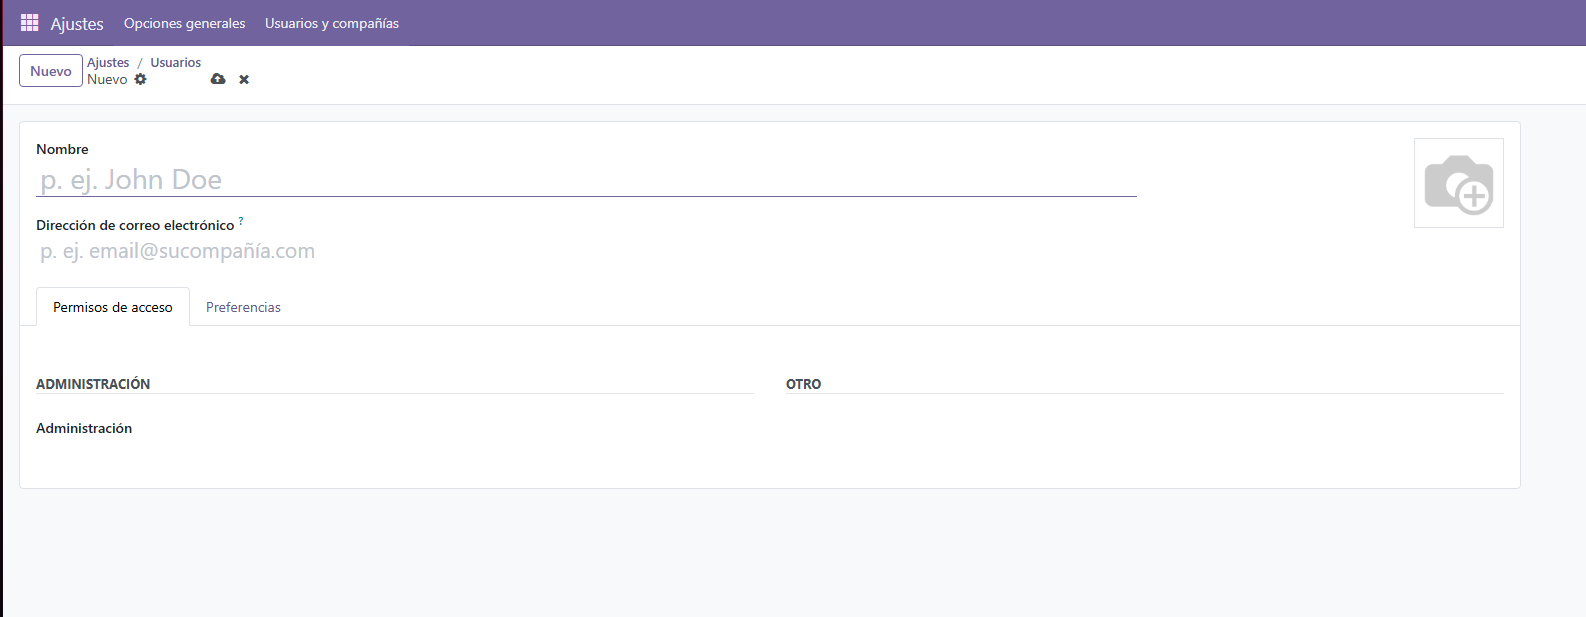 Ajustes Opciones generales Usuarios y compañías
Nuevo Ajustes / Usuarios
Nuevo
Nombre
p. ej. John Doe
Dirección de correo electrónico ?
p. ej. email@sucompañía.com
Permisos de acceso Preferencias
ADMINISTRACIÓN OTRO
Administración